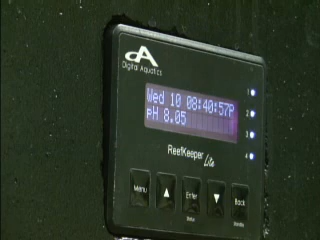 dA
Digital Aquatics
Wed 10 08:40:57P
pH 8.05
1
2
3
4
ReefKeeper Lite
Menu
▲
Enter
▼
Back